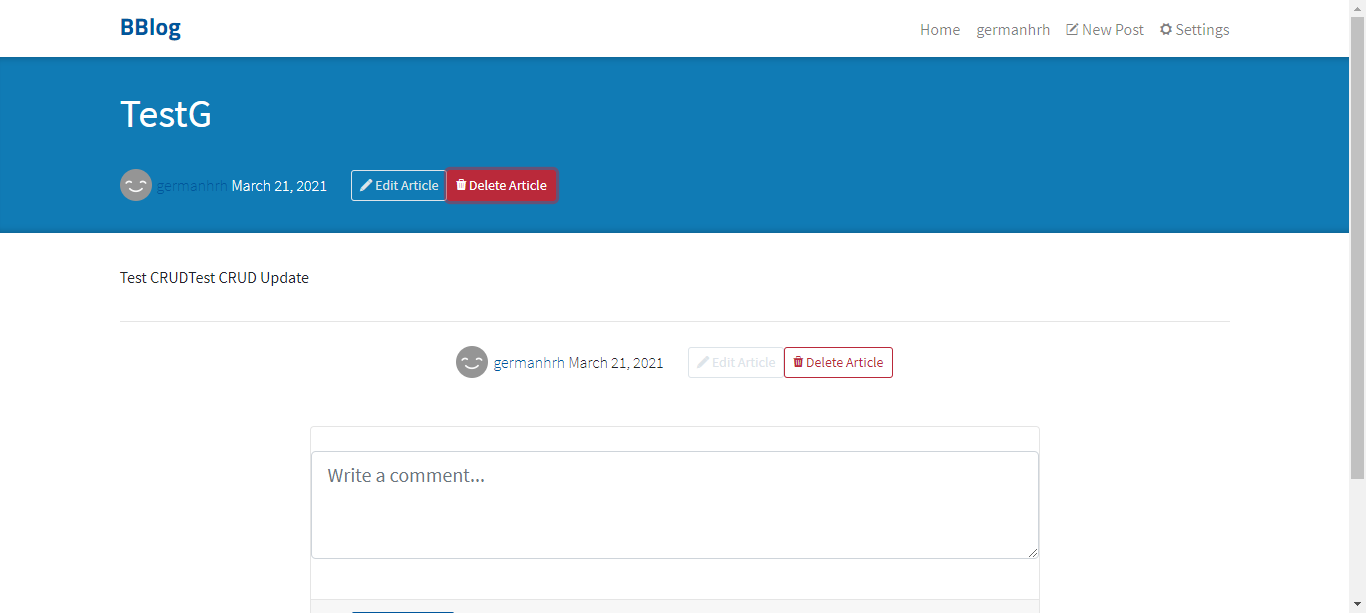 BBlog
Home germanhrh New Post Settings
TestG
germanhrh March 21, 2021 Edit Article Delete Article
Test CRUDTest CRUD Update
germanhrh March 21, 2021 Edit Article Delete Article
Write a comment...